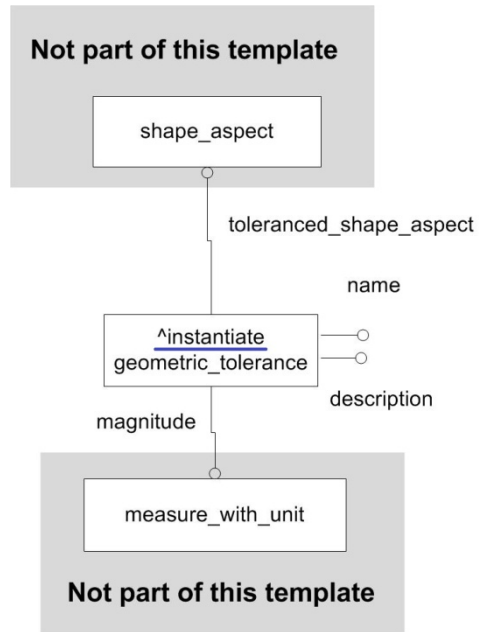 Not part of this template
shape_aspect
toleranced_shape_aspect
name
^instantiate
geometric_tolerance
description
magnitude
measure_with_unit
Not part of this template